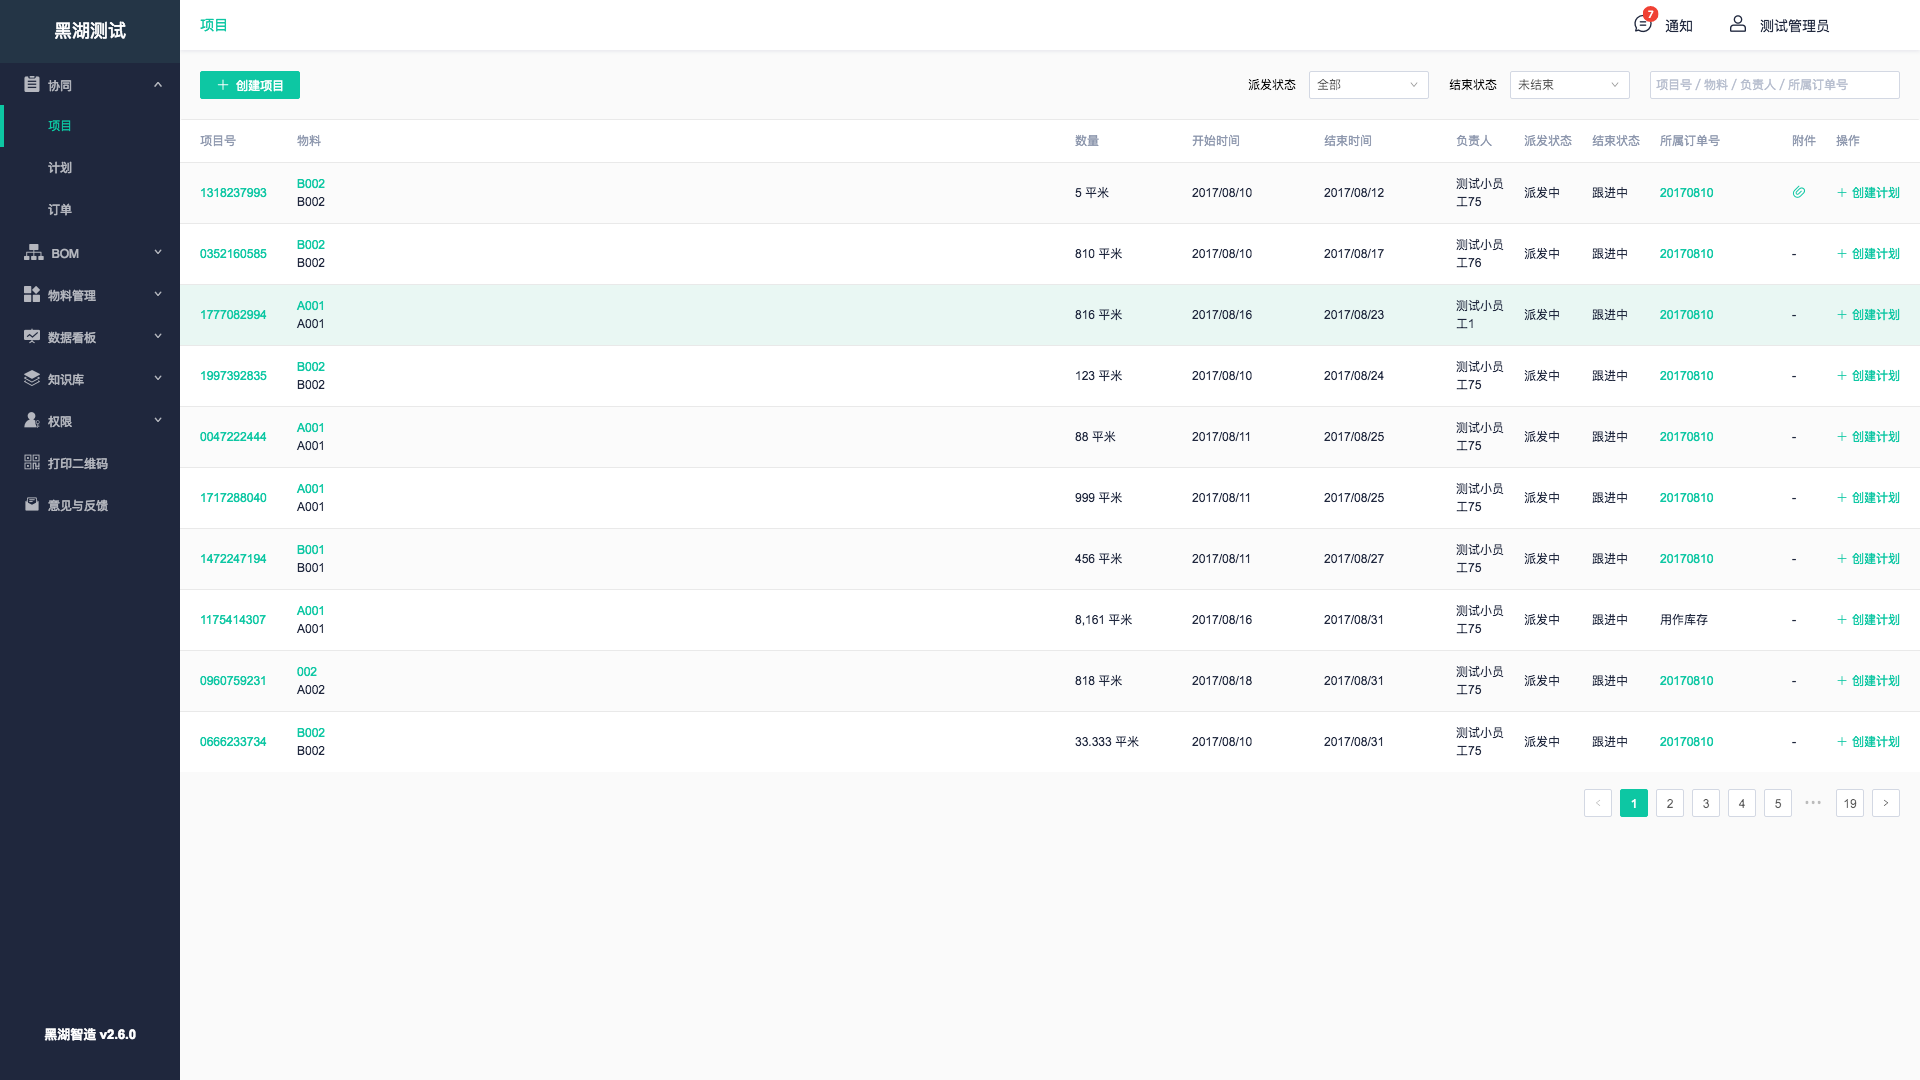 黑湖测试
协同
项目
计划
订单
BOM
物料管理
数据看板
知识库
权限
打印二维码
意见与反馈
黑湖智造 v2.6.0
项目
7
通知
测试管理员
创建项目
派发状态 全部 结束状态 未结束 项目号 / 物料 / 负责人 / 所属订单号
项目号 物料 数量 开始时间 结束时间 负责人 派发状态 结束状态 所属订单号 附件 操作
1318237993 B002 B002 5 平米 2017/08/10 2017/08/12 测试小员工75 派发中 跟进中 20170810 创建计划
0352160585 B002 B002 810 平米 2017/08/10 2017/08/17 测试小员工76 派发中 跟进中 20170810 - 创建计划
1777082994 A001 A001 816 平米 2017/08/16 2017/08/23 测试小员工1 派发中 跟进中 20170810 - 创建计划
1997392835 B002 B002 123 平米 2017/08/10 2017/08/24 测试小员工75 派发中 跟进中 20170810 - 创建计划
0047222444 A001 A001 88 平米 2017/08/11 2017/08/25 测试小员工75 派发中 跟进中 20170810 - 创建计划
1717288040 A001 A001 999 平米 2017/08/11 2017/08/25 测试小员工75 派发中 跟进中 20170810 - 创建计划
1472247194 B001 B001 456 平米 2017/08/11 2017/08/27 测试小员工75 派发中 跟进中 20170810 - 创建计划
1175414307 A001 A001 8,161 平米 2017/08/16 2017/08/31 测试小员工75 派发中 跟进中 用作库存 - 创建计划
0960759231 002 A002 818 平米 2017/08/18 2017/08/31 测试小员工75 派发中 跟进中 20170810 - 创建计划
0666233734 B002 B002 33.333 平米 2017/08/10 2017/08/31 测试小员工75 派发中 跟进中 20170810 - 创建计划
1 2 3 4 5 ••• 19